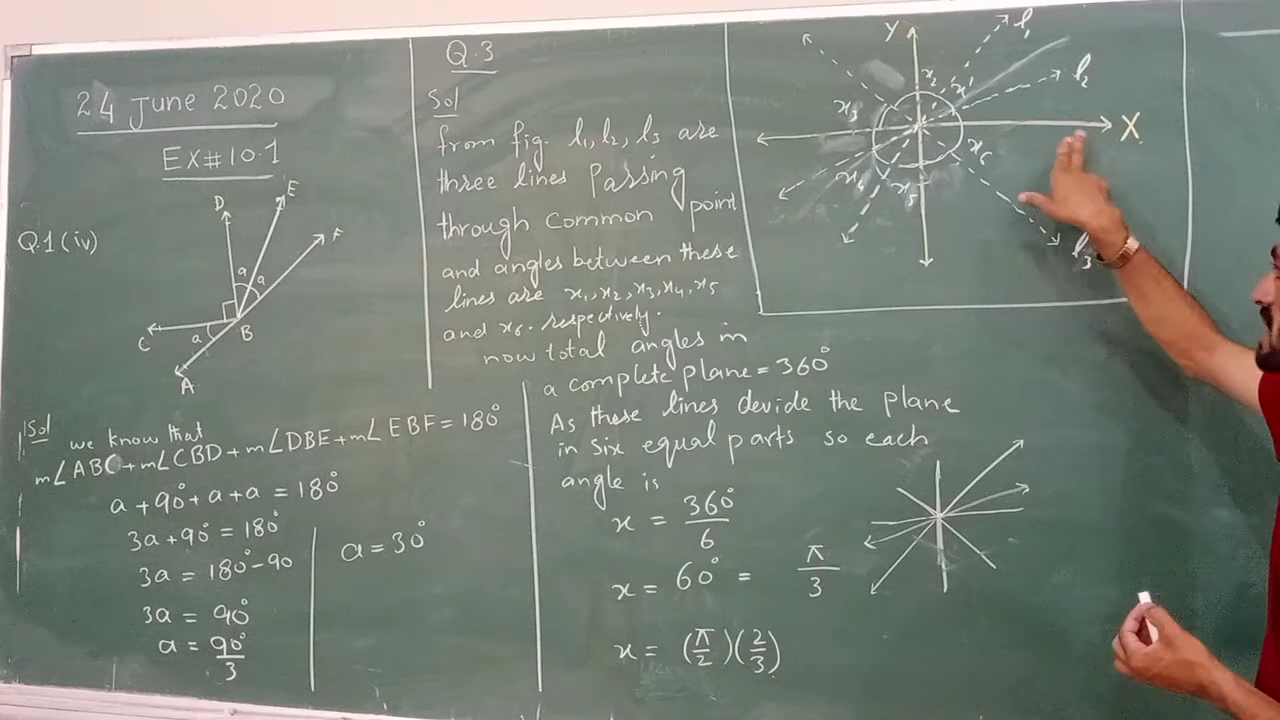 24 June 2020
Ex#10.1
Q.1(iv)
D
E
F
a
a
a
C
B
A
Sol
we know that
m∠ABC+m∠CBD+m∠DBE+m∠EBF=180°
a+90°+a+a=180°
3a+90°=180°
3a=180°-90
3a=90°
a=90°/3
a=30°
Q.3
Sol
from fig. l₁,l₂,l₃ are
three lines Parsing
through Common point
and angles between these
lines are x₁,x₂,x₃,x₄,x₅
and x₆. respectively.
now total angles in
a complete plane=360°
As these lines devide the plane
in six equal parts so each
angle is
x = 360°/6
x = 60° = π/3
x = (π/2)(2/3)
Y
l₁
l₂
X
x₂
x₁
x₃
x₄
x₅
x₆
l₃